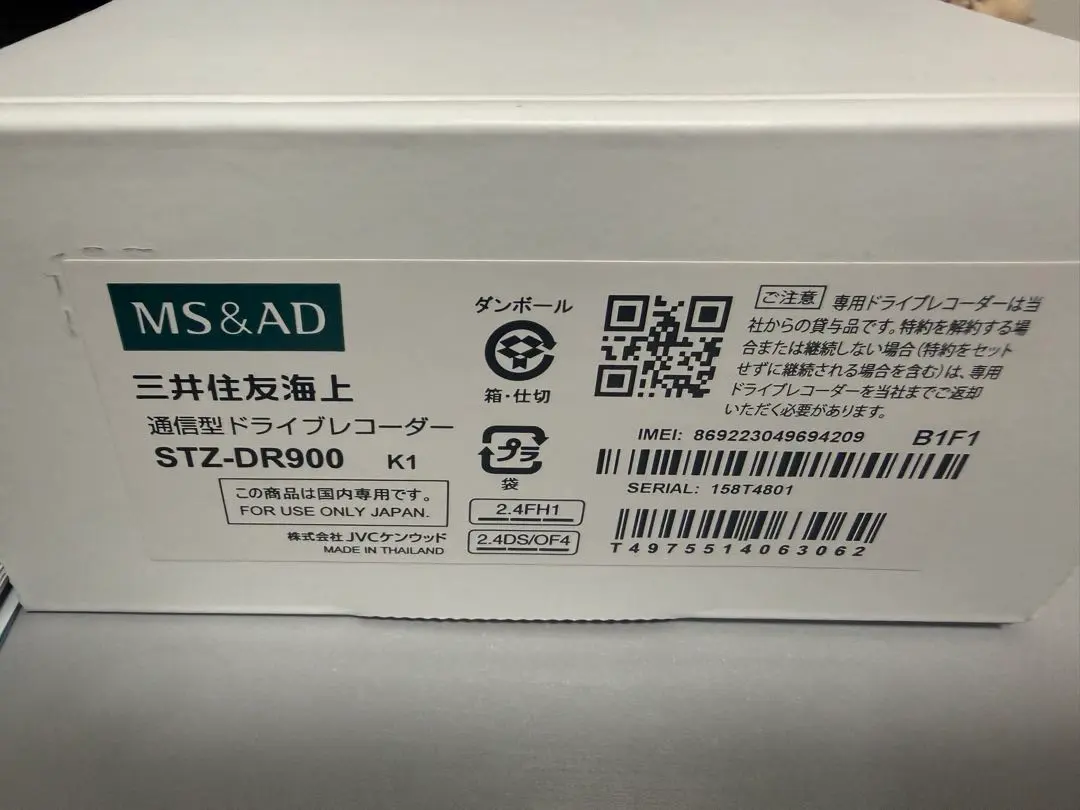 MS&AD
三井住友海上
通信型ドライブレコーダー
STZ-DR900 K1
この商品は国内専用です。
FOR USE ONLY JAPAN.
株式会社JVCケンウッド
MADE IN THAILAND
ダンボール
箱・仕切
プラ
袋
2.4FH1
2.4DS/OF4
ご注意 専用ドライブレコーダーは当
社からの貸与品です。特約を解約する場
合または継続しない場合(特約をセット
せずに継続される場合を含む)は、専用
ドライブレコーダーを当社までご返却
いただく必要があります。
IMEI: 869223049694209 B1F1
SERIAL: 158T4801
T4975514063062